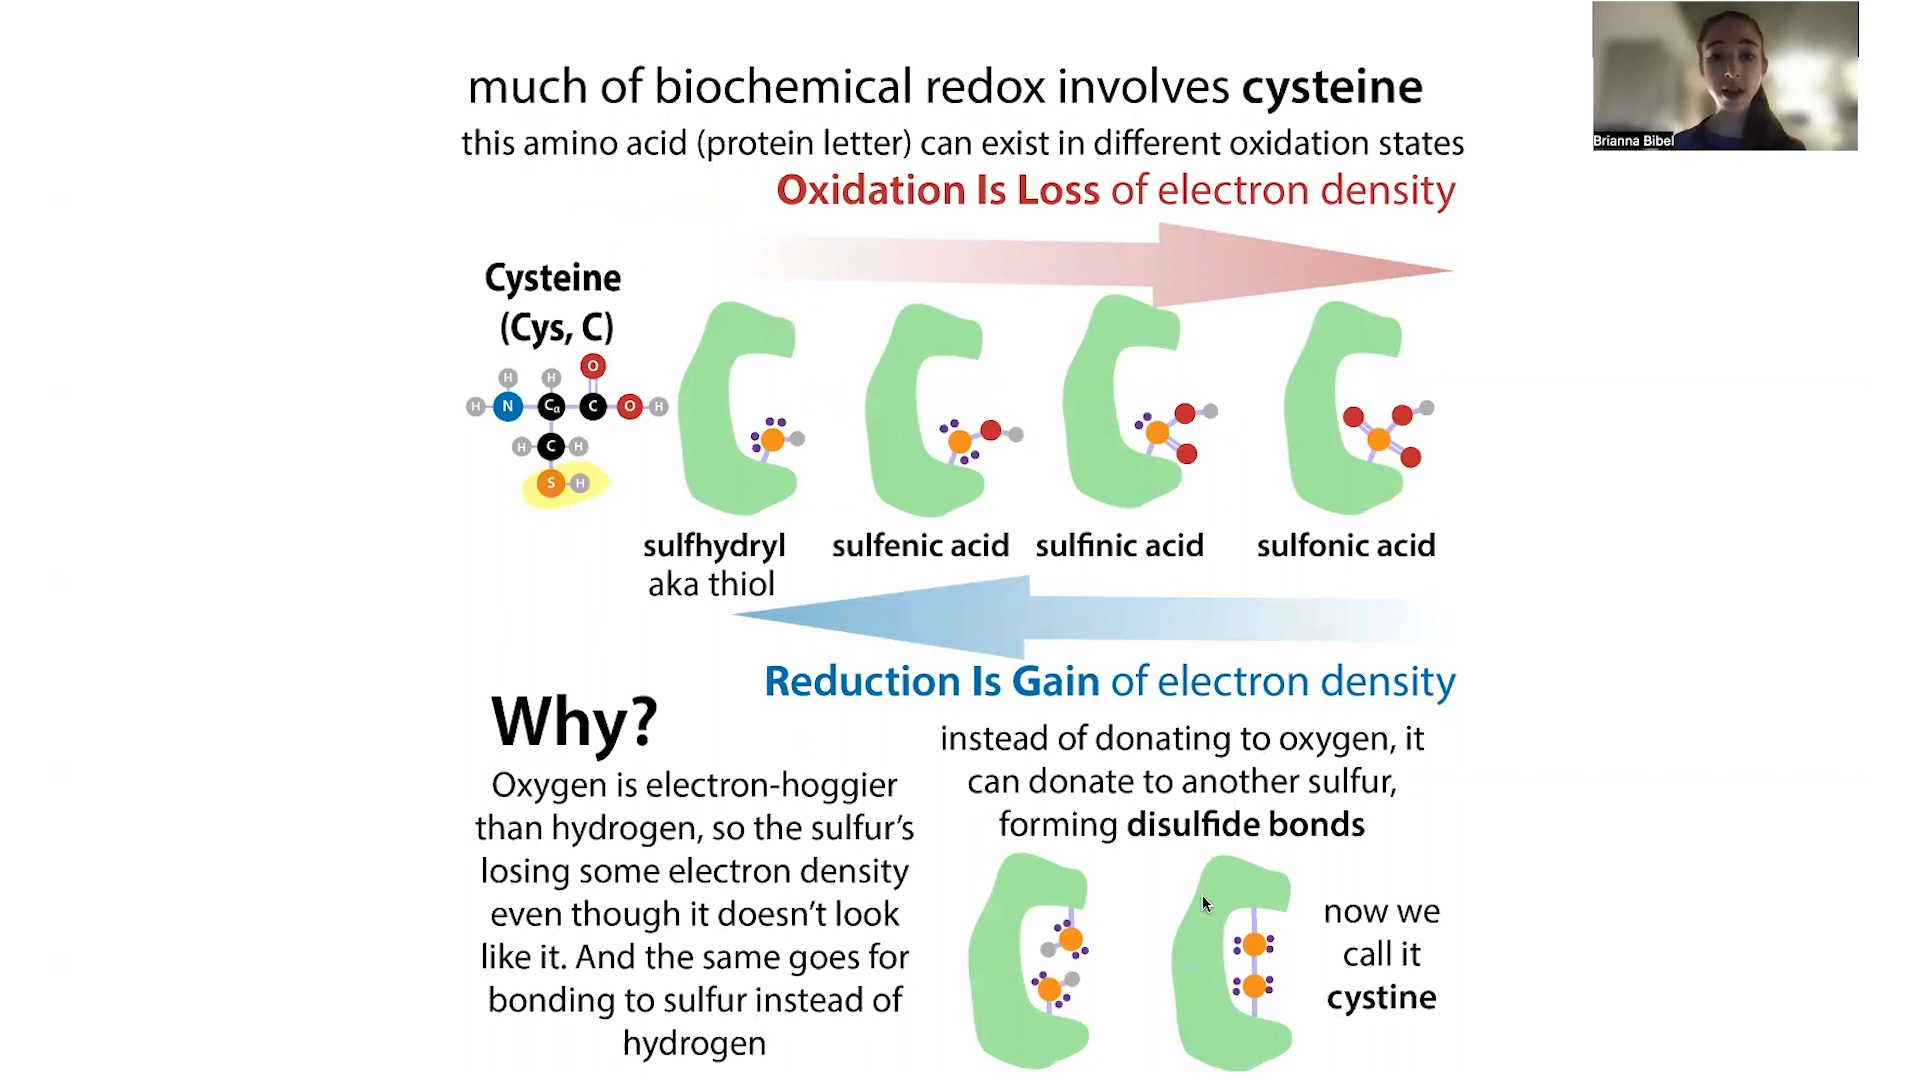 much of biochemical redox involves cysteine
this amino acid (protein letter) can exist in different oxidation states
Oxidation Is Loss of electron density
Brianna Bibel
Cysteine
(Cys, C)
O
H H
H N Cα C O H
H C H
S H
sulfhydryl
aka thiol
sulfenic acid
sulfinic acid
sulfonic acid
Reduction Is Gain of electron density
Why?
Oxygen is electron-hoggier
than hydrogen, so the sulfur's
losing some electron density
even though it doesn't look
like it. And the same goes for
bonding to sulfur instead of
hydrogen
instead of donating to oxygen, it
can donate to another sulfur,
forming disulfide bonds
now we
call it
cystine